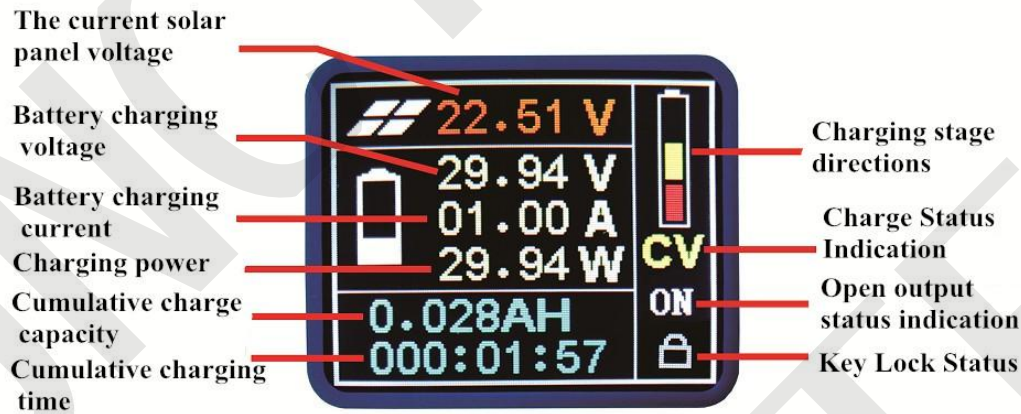 The current solar
panel voltage
Battery charging
voltage
Battery charging
current
Charging power
Cumulative charge
capacity
Cumulative charging
time
22.51 V
29.94 V
01.00 A
29.94 W
0.028AH
000:01:57
CV
ON
Charging stage
directions
Charge Status
Indication
Open output
status indication
Key Lock Status